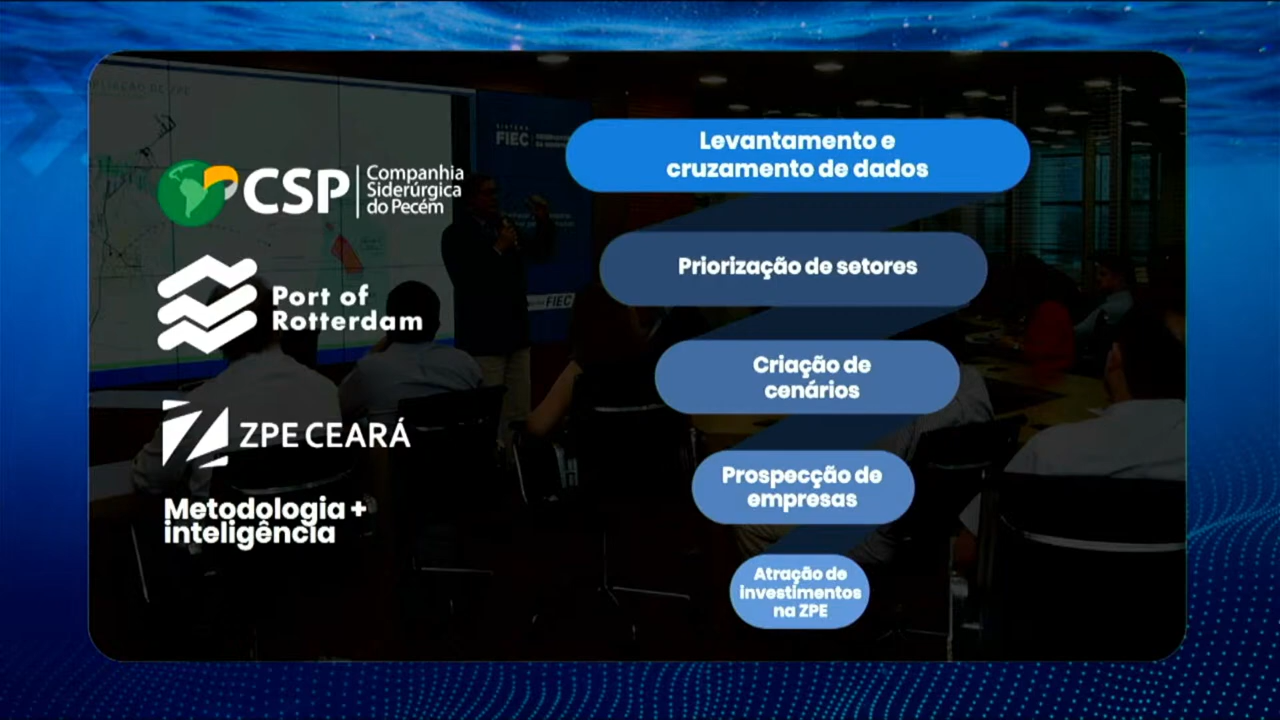 CSP
Companhia
Siderúrgica
do Pecém
Port of
Rotterdam
ZPE CEARÁ
Metodologia +
inteligência
Levantamento e
cruzamento de dados
Priorização de setores
Criação de
cenários
Prospecção de
empresas
Atração de
investimentos
na ZPE
SISTEMA
FIEC
FIEC